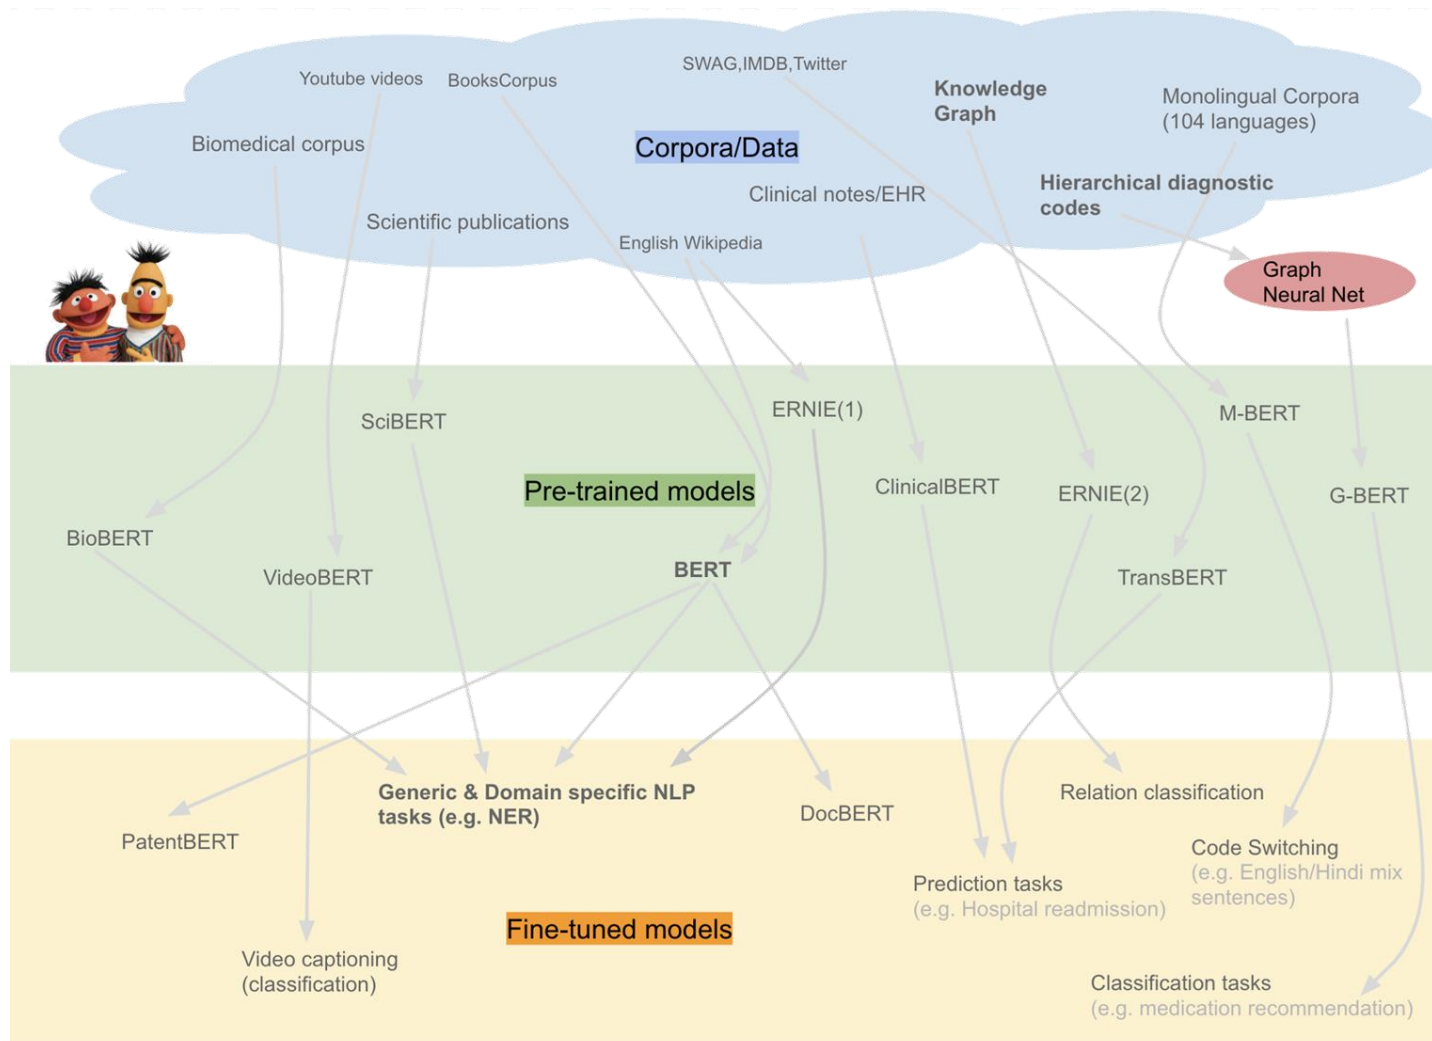 SWAG,IMDB,Twitter
Youtube videos
BooksCorpus
Knowledge
Graph
Monolingual Corpora
(104 languages)
Biomedical corpus
Corpora/Data
Hierarchical diagnostic
codes
Clinical notes/EHR
Scientific publications
English Wikipedia
Graph
Neural Net
ERNIE(1)
M-BERT
SciBERT
Pre-trained models
ClinicalBERT
ERNIE(2)
G-BERT
BioBERT
VideoBERT
BERT
TransBERT
Generic & Domain specific NLP
tasks (e.g. NER)
Relation classification
DocBERT
PatentBERT
Code Switching
(e.g. English/Hindi mix
sentences)
Prediction tasks
(e.g. Hospital readmission)
Fine-tuned models
Video captioning
(classification)
Classification tasks
(e.g. medication recommendation)